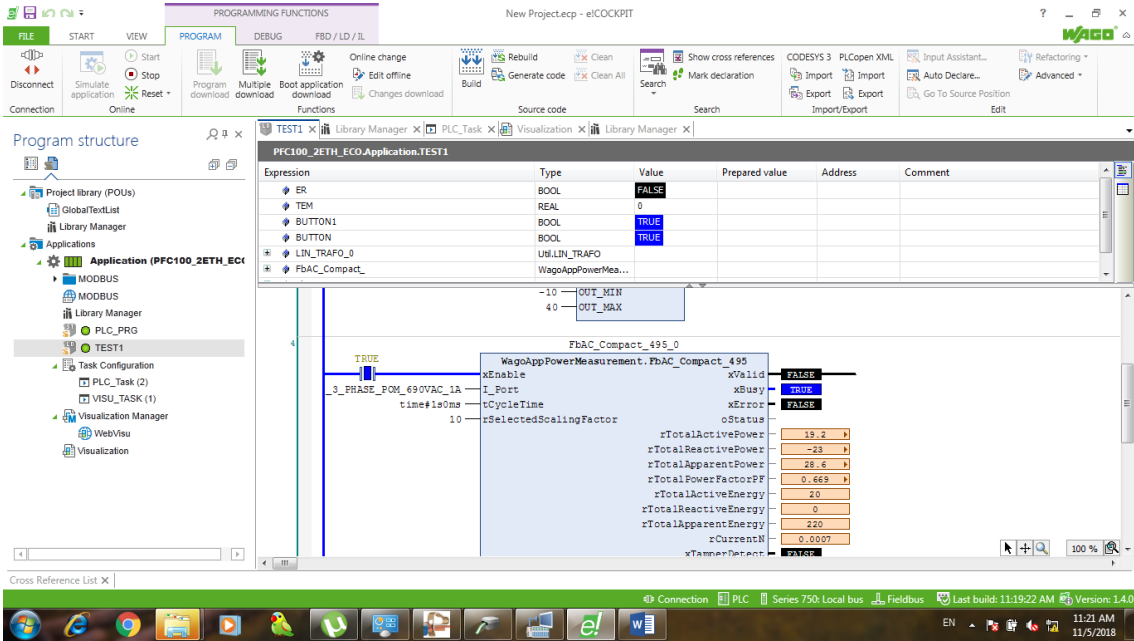 PROGRAMMING FUNCTIONS
New Project.ecp - e!COCKPIT
?
FILE START VIEW PROGRAM DEBUG FBD / LD / IL
WAGO
Disconnect
Connection
Simulate application
Start
Stop
Reset
Online
Program download
Multiple download
Boot application download
Online change
Edit offline
Changes download
Functions
Build
Rebuild
Generate code
Clean
Clean All
Source code
Search
Show cross references
Mark declaration
Search
CODESYS 3 PLCopen XML
Import Import
Export Export
Import/Export
Input Assistant...
Auto Declare...
Go To Source Position
Refactoring
Advanced
Edit
Program structure
Project library (POUs)
GlobalTextList
Library Manager
Applications
Application (PFC100_2ETH_EC
MODBUS
MODBUS
Library Manager
PLC_PRG
TEST1
Task Configuration
PLC_Task (2)
VISU_TASK (1)
Visualization Manager
WebVisu
Visualization
TEST1 Library Manager PLC_Task Visualization Library Manager
PFC100_2ETH_ECO.Application.TEST1
Expression Type Value Prepared value Address Comment
ER BOOL FALSE
TEM REAL 0
BUTTON1 BOOL TRUE
BUTTON BOOL TRUE
LIN_TRAFO_0 Util.LIN_TRAFO
FbAC_Compact_ WagoAppPowerMea...
-10 OUT_MIN
40 OUT_MAX
4
FbAC_Compact_495_0
TRUE WagoAppPowerMeasurement.FbAC_Compact_495
xEnable xValid FALSE
_3_PHASE_POM_690VAC_1A I_Port xBusy TRUE
time#1s0ms tCycleTime xError FALSE
10 rSelectedScalingFactor oStatus
rTotalActivePower 19.2
rTotalReactivePower -23
rTotalApparentPower 28.6
rTotalPowerFactorPF 0.669
rTotalActiveEnergy 20
rTotalReactiveEnergy 0
rTotalApparentEnergy 220
rCurrentN 0.0007
xTamperDetect FALSE
100 %
Cross Reference List
Connection PLC Series 750: Local bus Fieldbus Last build: 11:19:22 AM Version: 1.4.0
EN
11:21 AM
11/5/2018